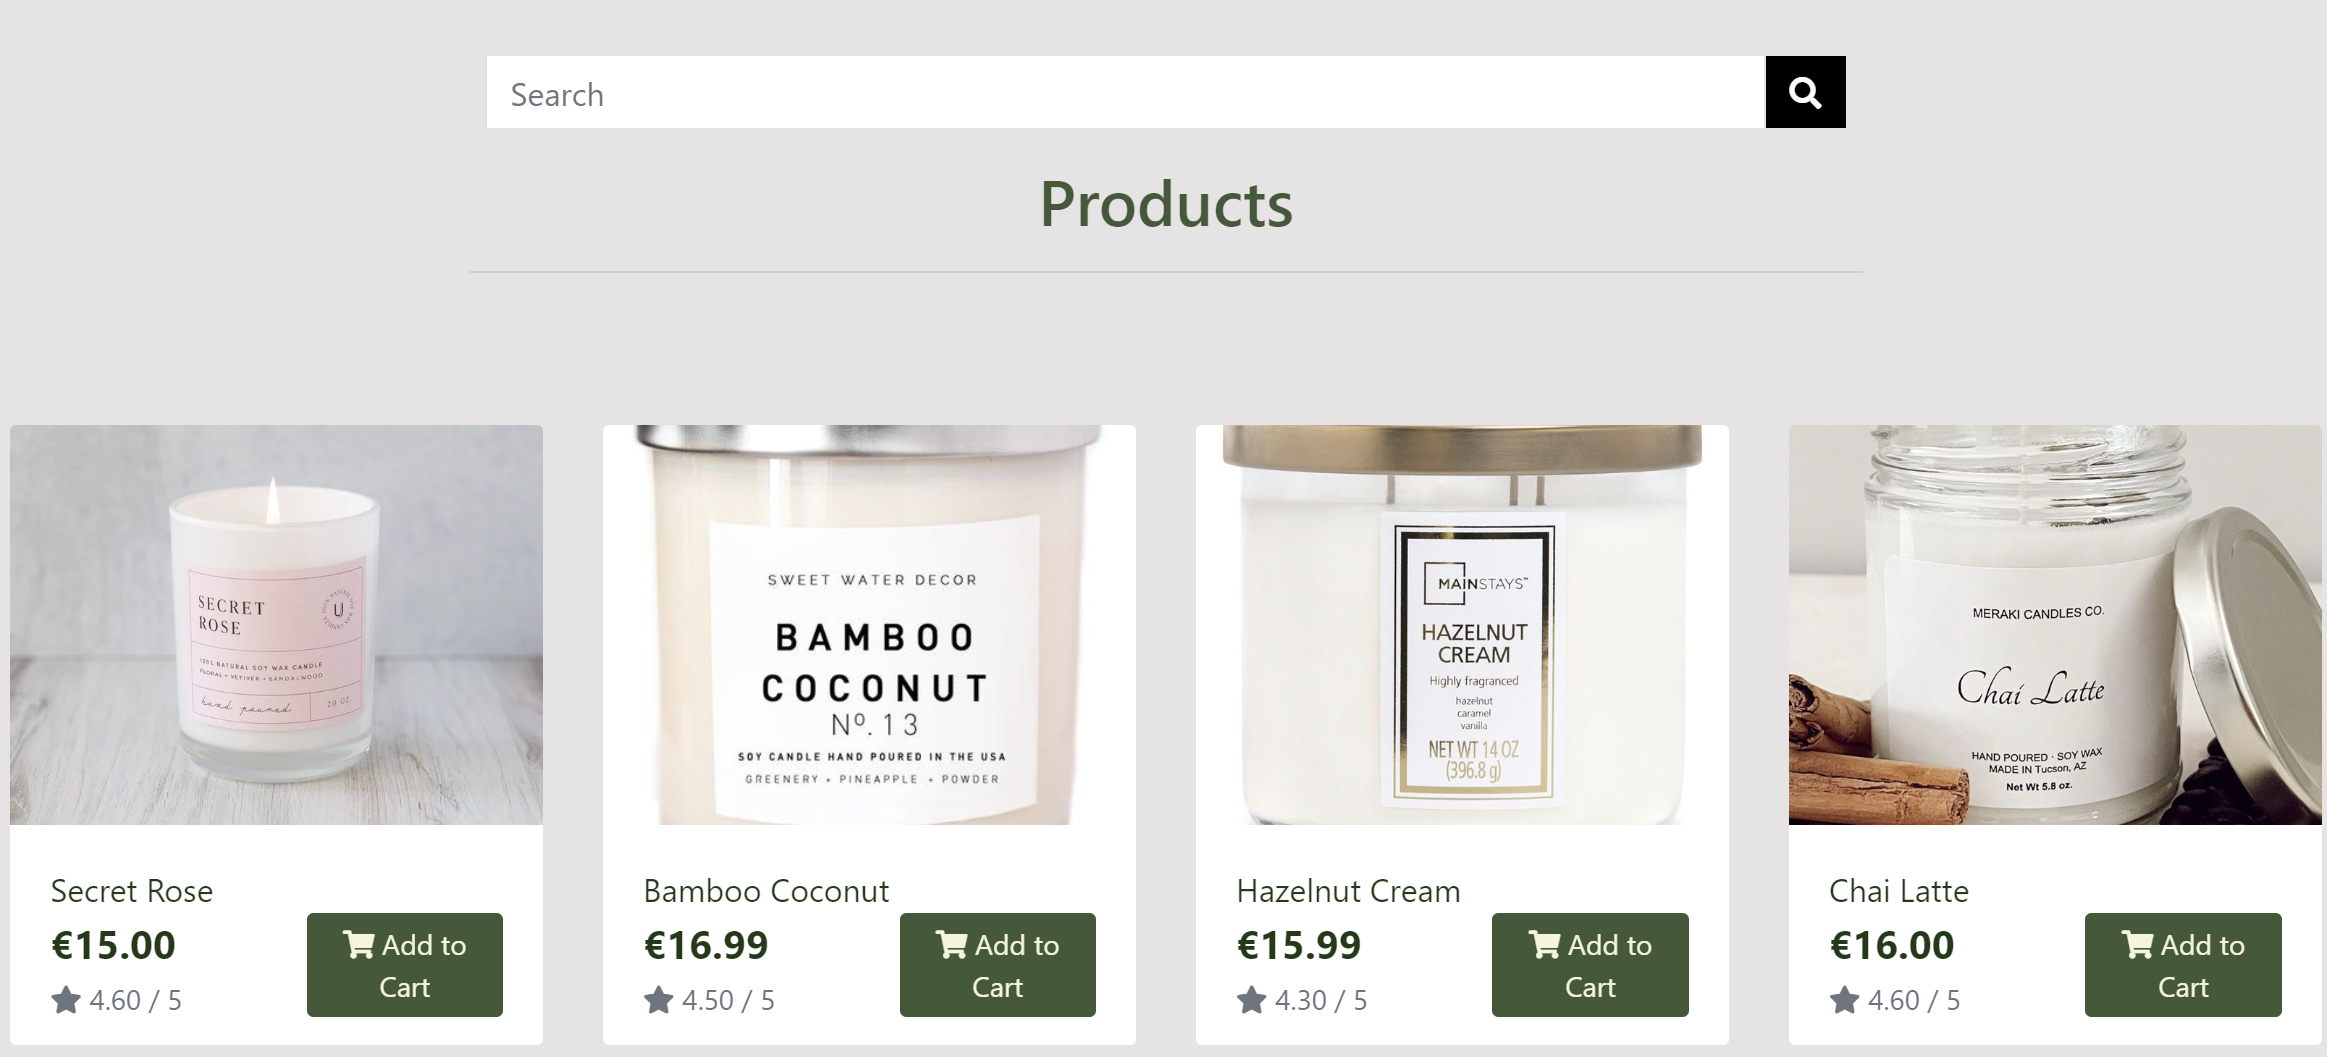 Search
Products
SECRET
ROSE
U
100% NATURAL SOY WAX CANDLE
FLORAL + VETIVER + SANDALWOOD
hand poured
20 OZ.
SWEET WATER DECOR
BAMBOO
COCONUT
Nº.13
SOY CANDLE HAND POURED IN THE USA
GREENERY + PINEAPPLE + POWDER
MAINSTAYS™
HAZELNUT
CREAM
Highly fragranced
hazelnut
caramel
vanilla
NET WT 14 OZ
(396.8 g)
MERAKI CANDLES CO.
Chai Latte
HAND POURED · SOY WAX
MADE IN Tucson, AZ
Net Wt 5.8 oz.
Secret Rose
€15.00
Add to
Cart
4.60 / 5
Bamboo Coconut
€16.99
Add to
Cart
4.50 / 5
Hazelnut Cream
€15.99
Add to
Cart
4.30 / 5
Chai Latte
€16.00
Add to
Cart
4.60 / 5